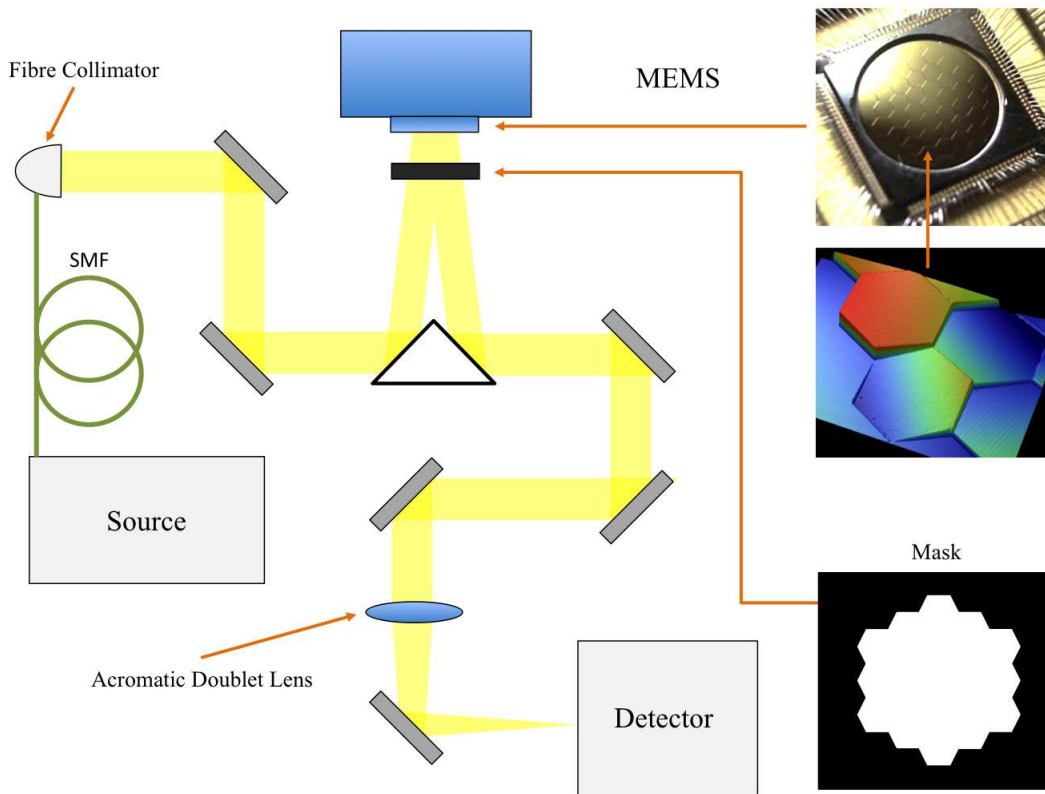 Fibre Collimator
MEMS
SMF
Source
Mask
Acromatic Doublet Lens
Detector